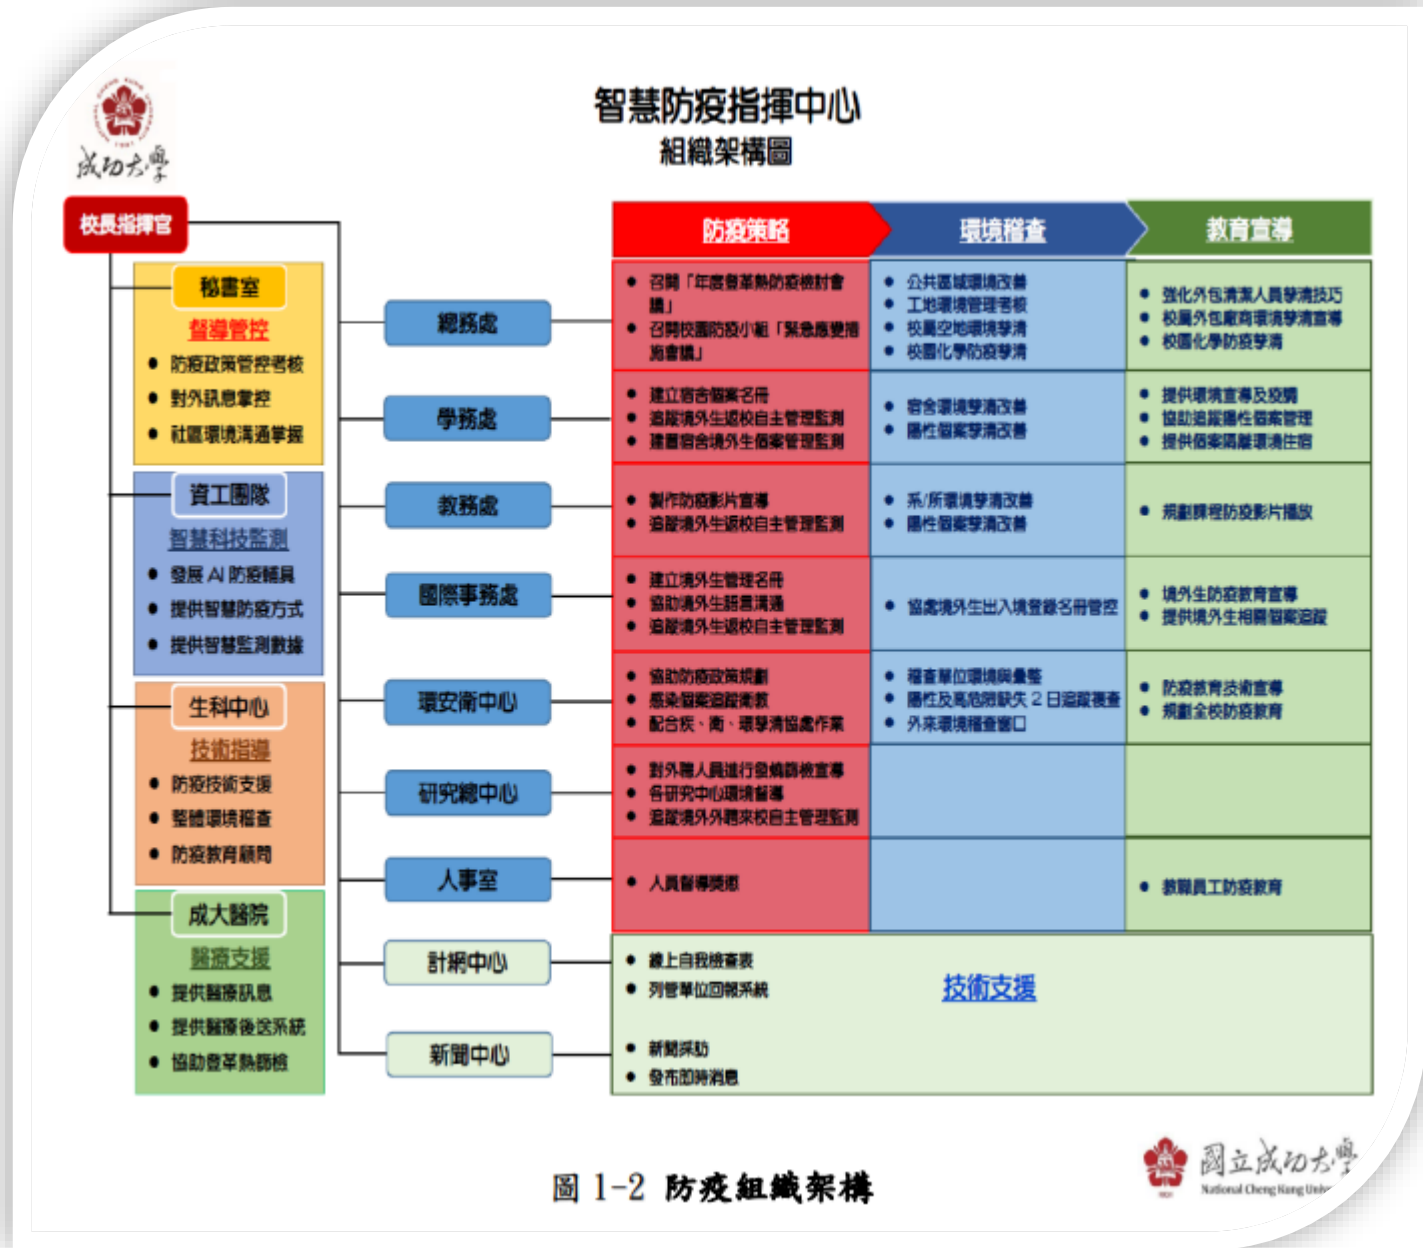 成功大學
智慧防疫指揮中心
組織架構圖
校長指揮官
秘書室
督導管控
防疫政策管控考核
對外訊息掌控
社區環境溝通掌握
資工團隊
智慧科技監測
發展 AI 防疫輔具
提供智慧防疫方式
提供智慧監測數據
生科中心
技術指導
防疫技術支援
整體環境稽查
防疫教育顧問
成大醫院
醫療支援
提供醫療訊息
提供醫療後送系統
協助登革熱篩檢
防疫策略
環境稽查
教育宣導
總務處
召開「年度登革熱防疫檢討會
議」
召開校園防疫小組「緊急應變措
施會議」
公共區域環境改善
工地環境管理考核
校屬空地環境孳清
校園化學防疫孳清
強化外包清潔人員孳清技巧
校屬外包廠商環境孳清宣導
校園化學防疫孳清
學務處
建立宿舍個案名冊
追蹤境外生返校自主管理監測
建置宿舍境外生個案管理監測
宿舍環境孳清改善
陽性個案孳清改善
提供環境宣導及疫情
協助追蹤陽性個案管理
提供個案隔離環境住宿
教務處
製作防疫影片宣導
追蹤境外生返校自主管理監測
系/所環境孳清改善
陽性個案孳清改善
規劃課程防疫影片播放
國際事務處
建立境外生管理名冊
協助境外生語言溝通
追蹤境外生返校自主管理監測
協處境外生出入境登錄名冊管控
境外生防疫教育宣導
提供境外生相關個案追蹤
環安衛中心
協助防疫政策規劃
感染個案追蹤衛教
配合疾、衛、環孳清協處作業
稽查單位環境與彙整
陽性及高危險缺失 2 日追蹤複查
外來環境稽查窗口
防疫教育技術宣導
規劃全校防疫教育
研究總中心
對外聘人員進行發燒篩檢宣導
各研究中心環境督導
追蹤境外外聘來校自主管理監測
人事室
人員督導獎懲
教職員工防疫教育
計網中心
線上自我檢查表
列管單位回報系統
技術支援
新聞中心
新聞採訪
發布即時消息
國立成功大學
National Cheng Kung
圖 1-2 防疫組織架構